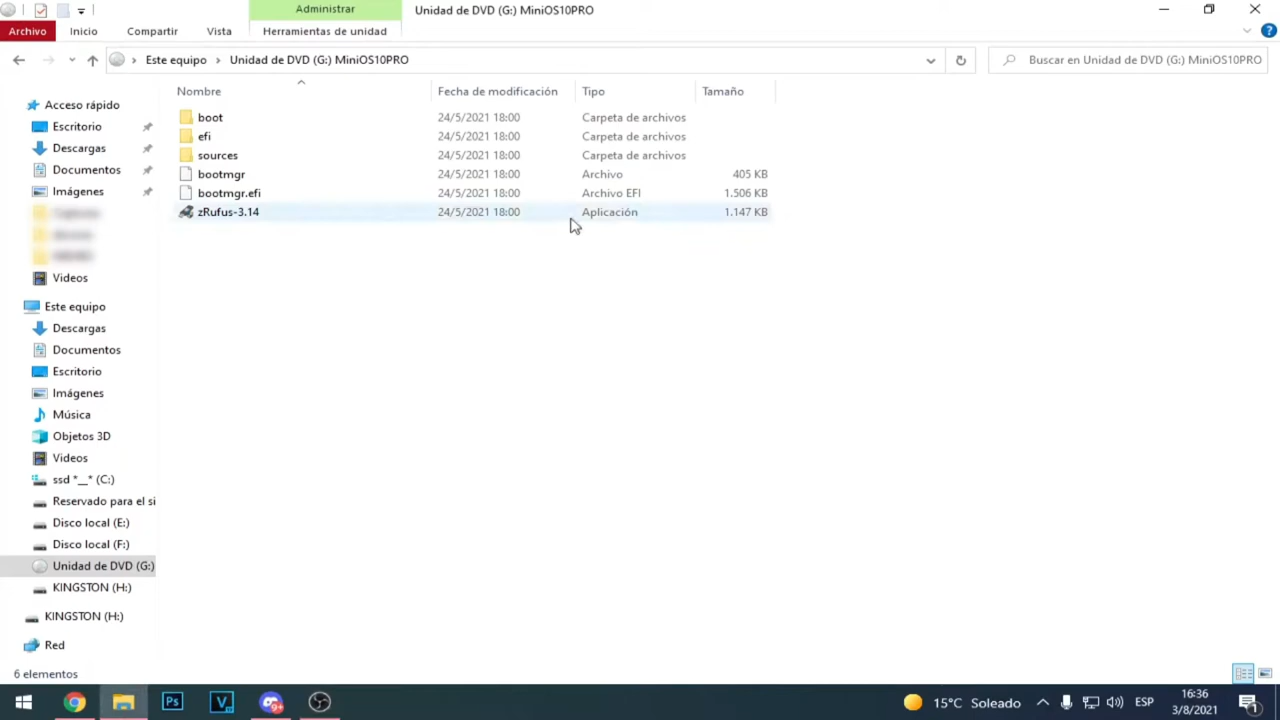 Administrar
Unidad de DVD (G:) MiniOS10PRO
Archivo
Inicio
Compartir
Vista
Herramientas de unidad
?
Este equipo
Unidad de DVD (G:) MiniOS10PRO
Buscar en Unidad de DVD (G:) MiniOS10PRO
Nombre
Fecha de modificación
Tipo
Tamaño
boot
24/5/2021 18:00
Carpeta de archivos
efi
24/5/2021 18:00
Carpeta de archivos
sources
24/5/2021 18:00
Carpeta de archivos
bootmgr
24/5/2021 18:00
Archivo
405 KB
bootmgr.efi
24/5/2021 18:00
Archivo EFI
1.506 KB
zRufus-3.14
24/5/2021 18:00
Aplicación
1.147 KB
Acceso rápido
Escritorio
Descargas
Documentos
Imágenes
Videos
Este equipo
Descargas
Documentos
Escritorio
Imágenes
Música
Objetos 3D
Videos
ssd *__* (C:)
Reservado para el si
Disco local (E:)
Disco local (F:)
Unidad de DVD (G:)
KINGSTON (H:)
KINGSTON (H:)
Red
6 elementos
Ps
V
9+
15°C Soleado
ESP
16:36
3/8/2021
1